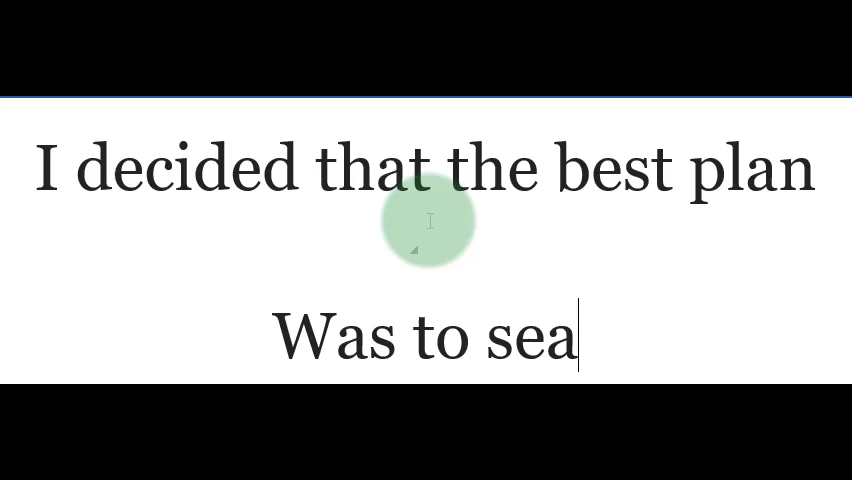 I decided that the best plan
Was to sea